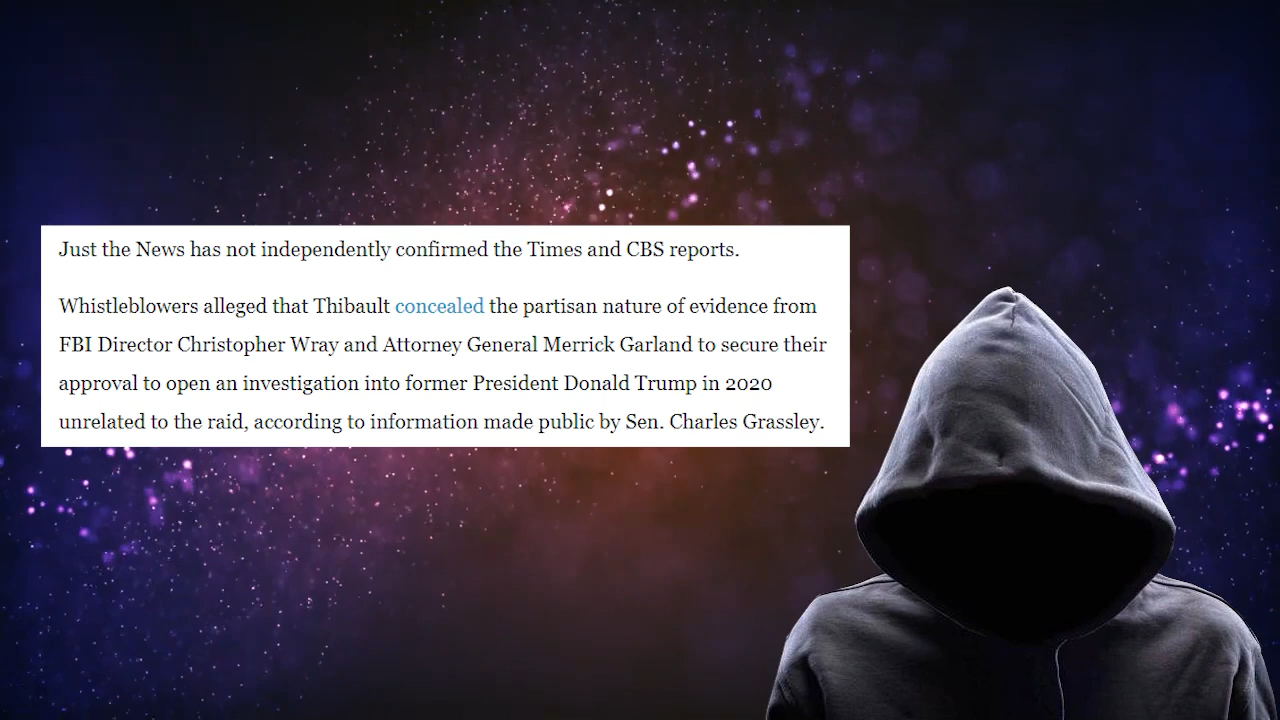 Just the News has not independently confirmed the Times and CBS reports.
Whistleblowers alleged that Thibault concealed the partisan nature of evidence from
FBI Director Christopher Wray and Attorney General Merrick Garland to secure their
approval to open an investigation into former President Donald Trump in 2020
unrelated to the raid, according to information made public by Sen. Charles Grassley.